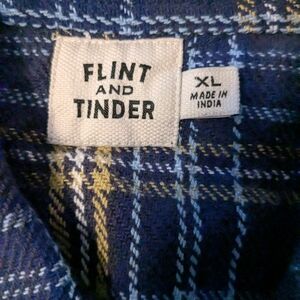 FLINT
AND
TINDER
XL
MADE IN
INDIA